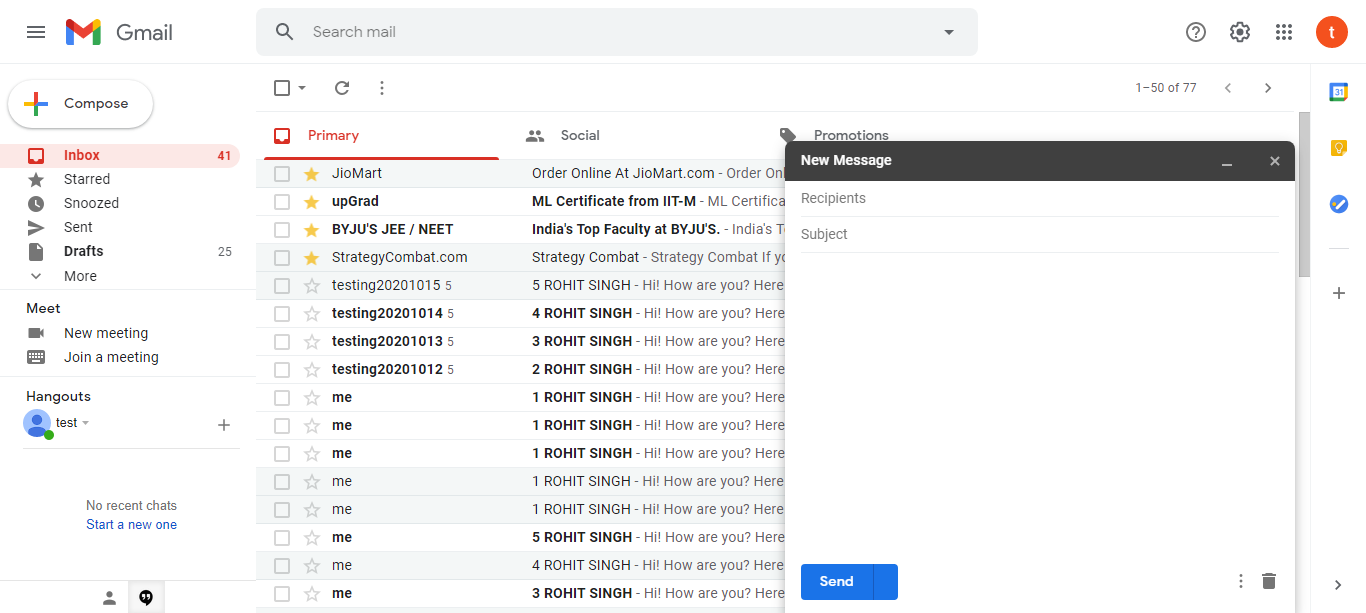 Gmail
Search mail
t
Compose
1–50 of 77
31
Inbox 41
Starred
Snoozed
Sent
Drafts 25
More
Meet
New meeting
Join a meeting
Hangouts
test
No recent chats
Start a new one
Primary
Social
Promotions
JioMart Order Online At JioMart.com - Order Onl
upGrad ML Certificate from IIT-M - ML Certifica
BYJU'S JEE / NEET India's Top Faculty at BYJU'S. - India's T
StrategyCombat.com Strategy Combat - Strategy Combat If yo
testing20201015 5 5 ROHIT SINGH - Hi! How are you? Here
testing20201014 5 4 ROHIT SINGH - Hi! How are you? Here
testing20201013 5 3 ROHIT SINGH - Hi! How are you? Here
testing20201012 5 2 ROHIT SINGH - Hi! How are you? Here
me 1 ROHIT SINGH - Hi! How are you? Here
me 1 ROHIT SINGH - Hi! How are you? Here
me 1 ROHIT SINGH - Hi! How are you? Here
me 1 ROHIT SINGH - Hi! How are you? Here
me 1 ROHIT SINGH - Hi! How are you? Here
me 5 ROHIT SINGH - Hi! How are you? Here
me 4 ROHIT SINGH - Hi! How are you? Here
me 3 ROHIT SINGH - Hi! How are you? Here
New Message
Recipients
Subject
Send